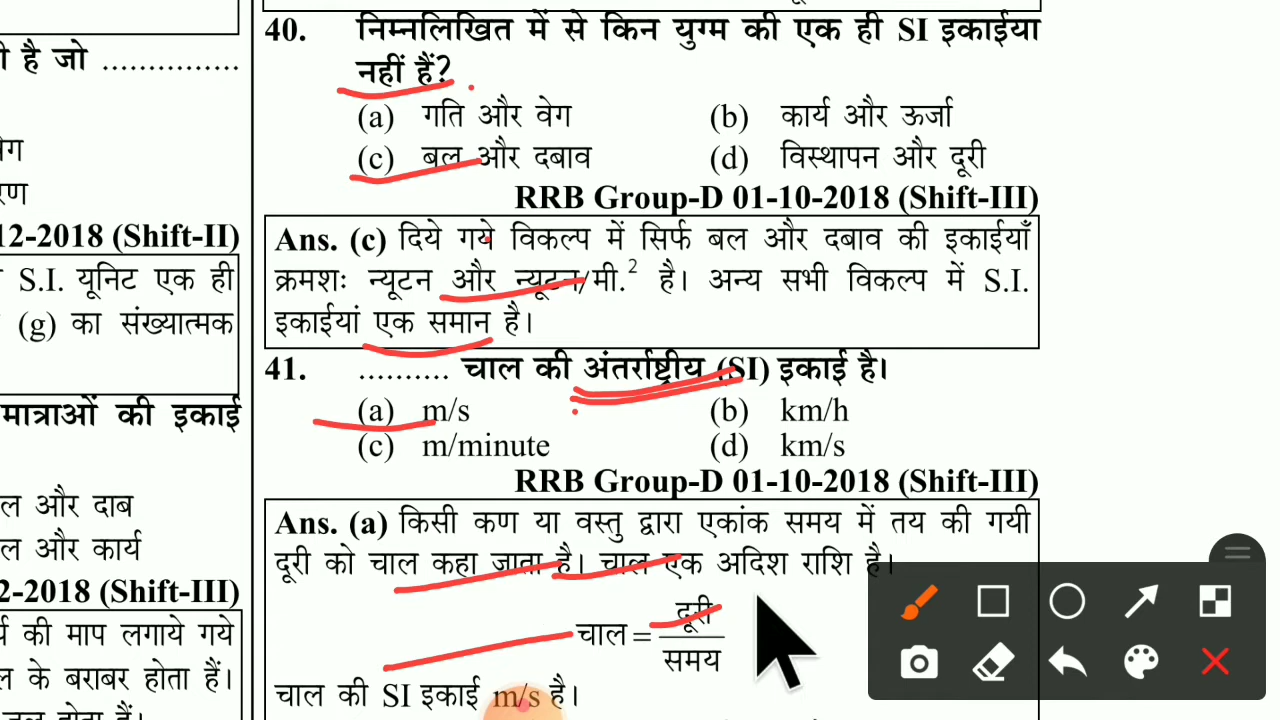 ी है जो ...............
12-2018 (Shift-II)
S.I. यूनिट एक ही
(g) का संख्यात्मक
मात्राओं की इकाई
ल और दाब
ल और कार्य
2-2018 (Shift-III)
की माप लगाये गये
के बराबर होता हैं।
40. निम्नलिखित में से किन युग्म की एक ही SI इकाईया
नहीं हैं?
(a) गति और वेग (b) कार्य और ऊर्जा
(c) बल और दबाव (d) विस्थापन और दूरी
RRB Group-D 01-10-2018 (Shift-III)
Ans. (c) दिये गये विकल्प में सिर्फ बल और दबाव की इकाईयाँ
क्रमशः न्यूटन और न्यूटन/मी.2 है। अन्य सभी विकल्प में S.I.
इकाईयां एक समान है।
41. .......... चाल की अंतर्राष्ट्रीय (SI) इकाई है।
(a) m/s (b) km/h
(c) m/minute (d) km/s
RRB Group-D 01-10-2018 (Shift-III)
Ans. (a) किसी कण या वस्तु द्वारा एकांक समय में तय की गयी
दूरी को चाल कहा जाता है। चाल एक अदिश राशि है।
चाल = दूरी
समय
चाल की SI इकाई m/s है।